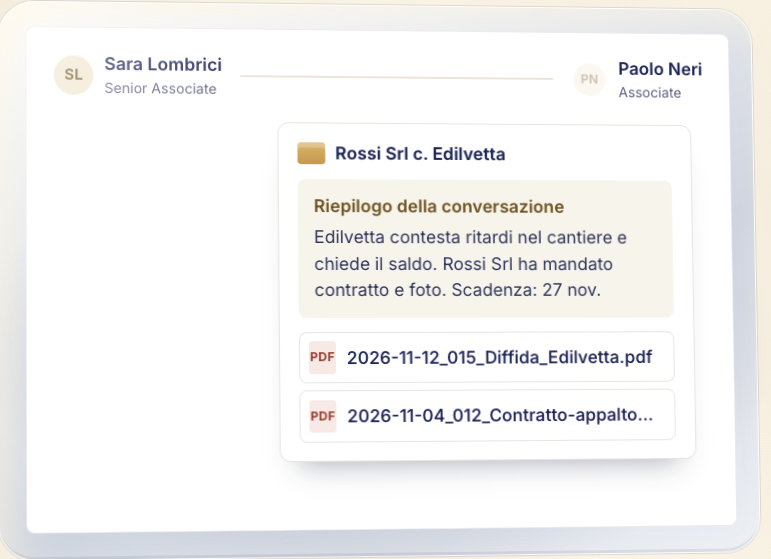 SL
Sara Lombrici
Senior Associate
PN
Paolo Neri
Associate
Rossi Srl c. Edilvetta
Riepilogo della conversazione
Edilvetta contesta ritardi nel cantiere e
chiede il saldo. Rossi Srl ha mandato
contratto e foto. Scadenza: 27 nov.
PDF
2026-11-12_015_Diffida_Edilvetta.pdf
PDF
2026-11-04_012_Contratto-appalto...